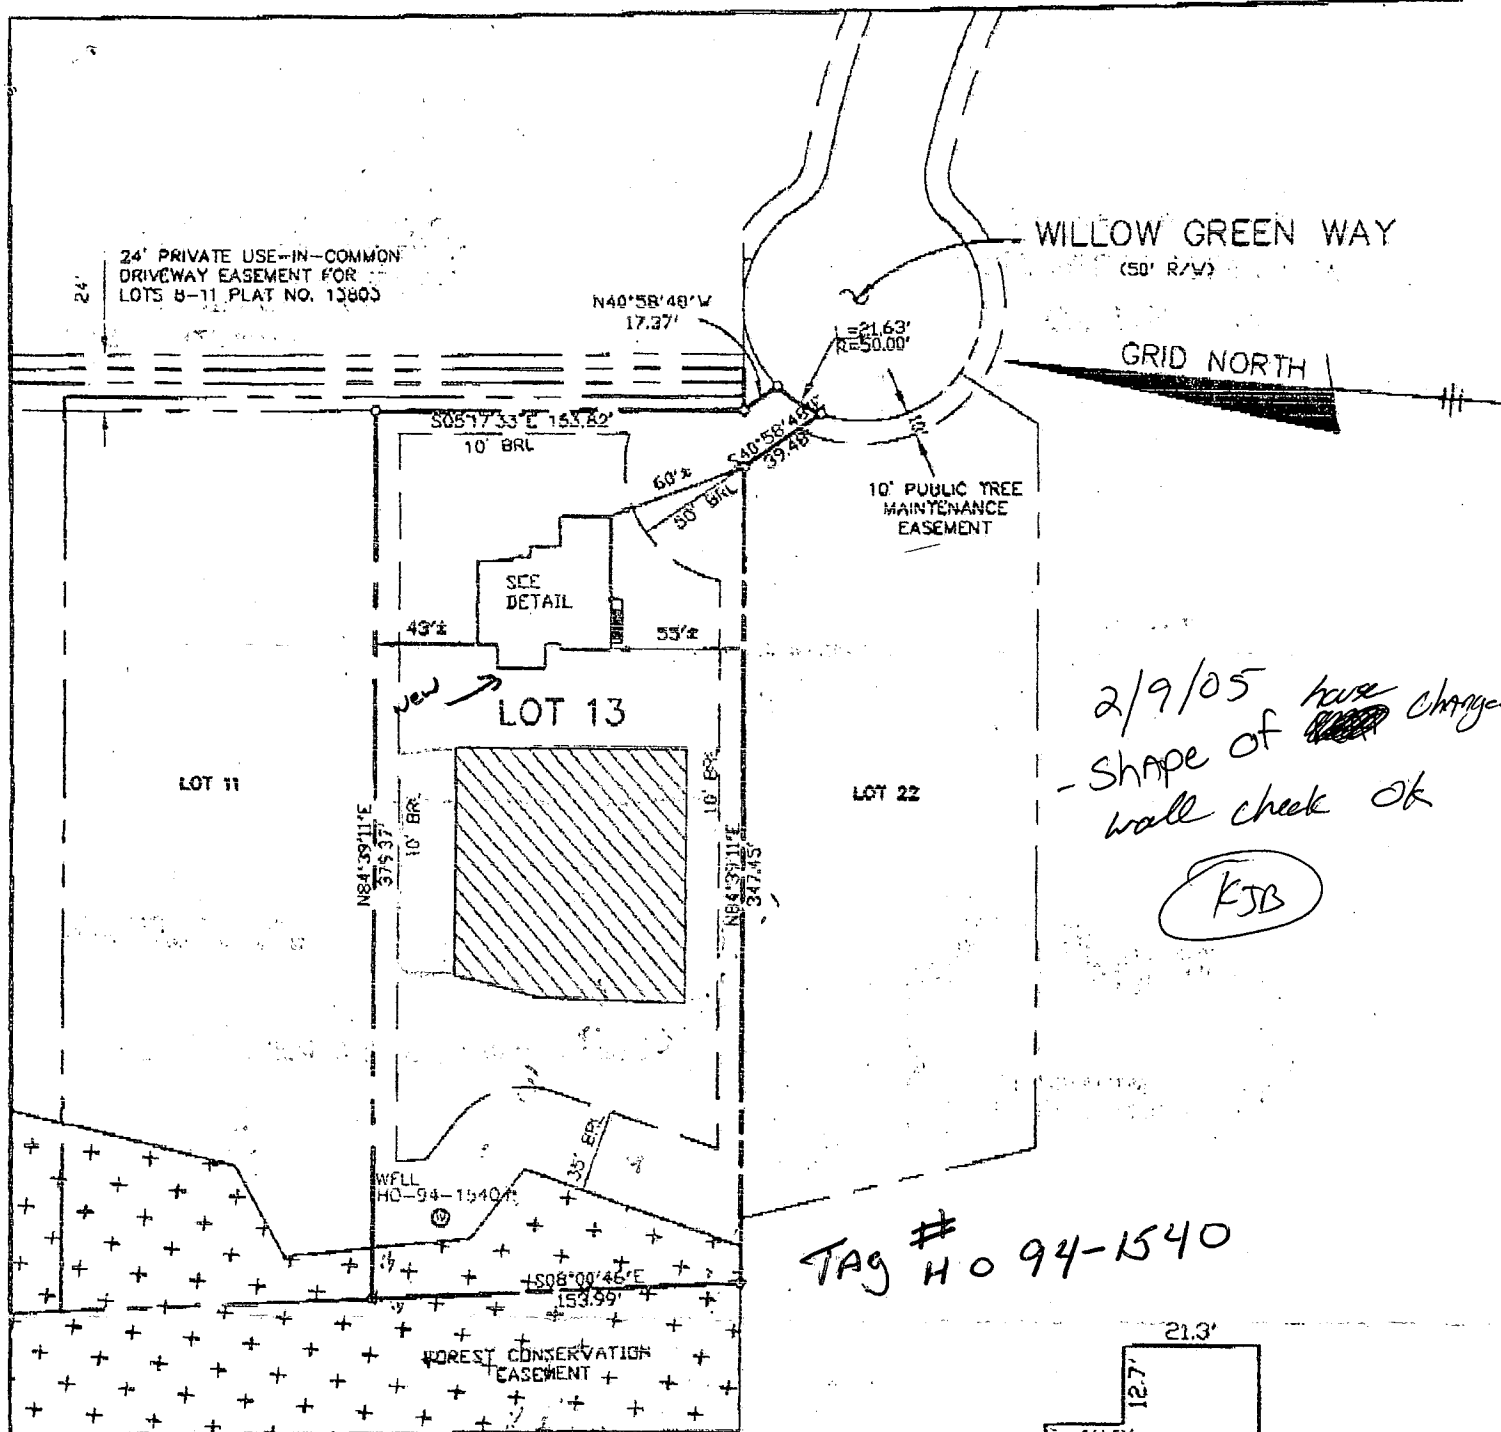 WILLOW GREEN WAY
(50' R/W)
24' PRIVATE USE-IN-COMMON
DRIVEWAY EASEMENT FOR
LOTS 8-11 PLAT NO. 13803
24'
N40°58'48"W
17.37'
L=21.63'
R=50.00'
GRID NORTH
S05°17'33"E 153.82'
10' BRL
S40°58'48"E
39.48'
10'
60'±
50' BRL
10' PUBLIC TREE
MAINTENANCE
EASEMENT
SEE
DETAIL
43'±
55'±
New
LOT 13
2/9/05 house change
- Shape of
wall check ok
KJB
LOT 11
LOT 22
10' BRL
10' BRL
N84°39'11"E
379.37'
N84°39'11"E
347.45'
35' BRL
WELL
HO-94-1540
W
TAg # HO 94-1540
S08°00'46"E
153.99'
FOREST CONSERVATION
EASEMENT
21.3'
12.7'